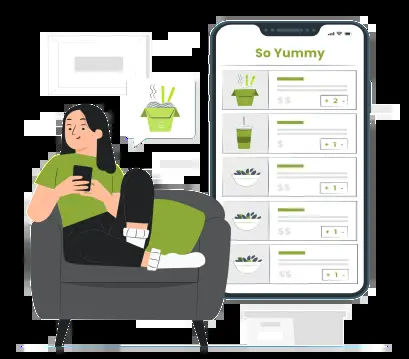 So Yummy
$$
+ 2 -
$
+ 1 -
$$
+ 1 -
$$
+ 1 -
$$
+ 1 -